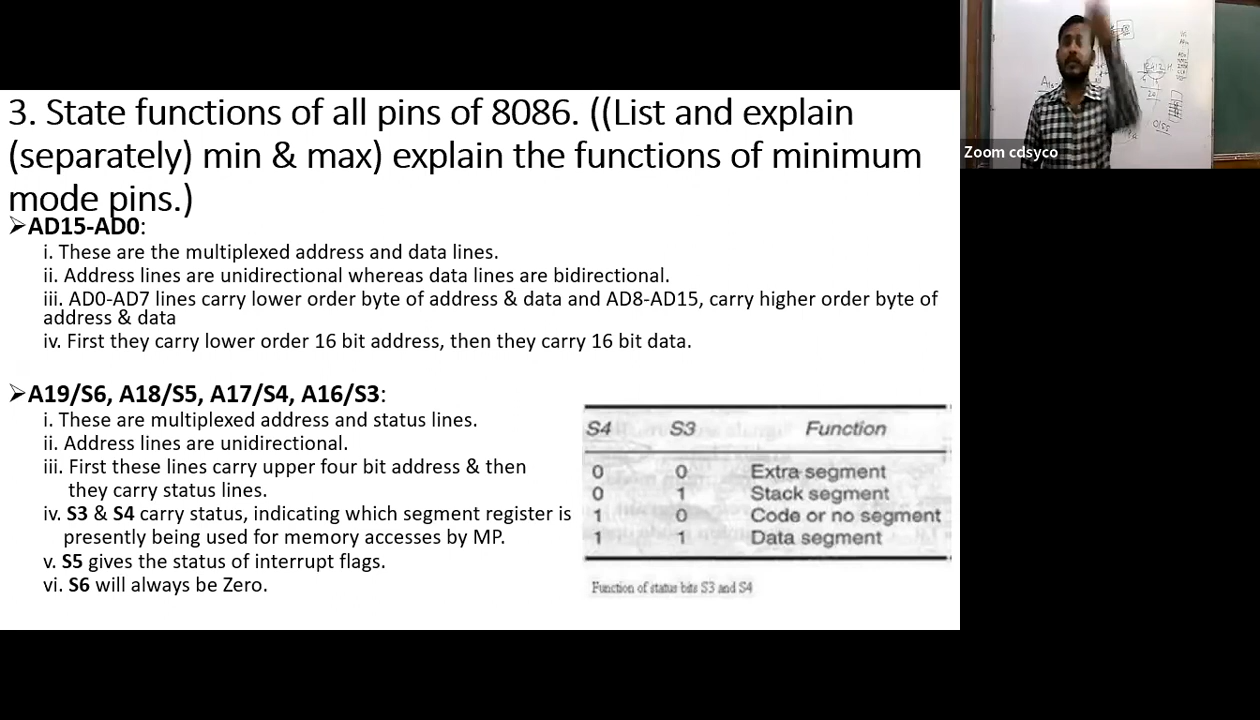 3. State functions of all pins of 8086. ((List and explain
(separately) min & max) explain the functions of minimum
mode pins.)
➢AD15-AD0:
i. These are the multiplexed address and data lines.
ii. Address lines are unidirectional whereas data lines are bidirectional.
iii. AD0-AD7 lines carry lower order byte of address & data and AD8-AD15, carry higher order byte of
address & data
iv. First they carry lower order 16 bit address, then they carry 16 bit data.
➢A19/S6, A18/S5, A17/S4, A16/S3:
i. These are multiplexed address and status lines.
ii. Address lines are unidirectional.
iii. First these lines carry upper four bit address & then
they carry status lines.
iv. S3 & S4 carry status, indicating which segment register is
presently being used for memory accesses by MP.
v. S5 gives the status of interrupt flags.
vi. S6 will always be Zero.
S4 S3 Function
0 0 Extra segment
0 1 Stack segment
1 0 Code or no segment
1 1 Data segment
Function of status bits S3 and S4
Zoom cdsyco